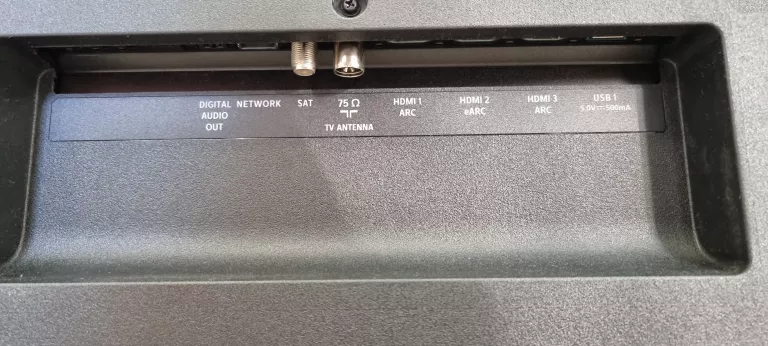 DIGITAL AUDIO OUT
NETWORK
SAT
75 Ω TV ANTENNA
HDMI 1 ARC
HDMI 2 eARC
HDMI 3 ARC
USB 1
5.0V⎓500mA